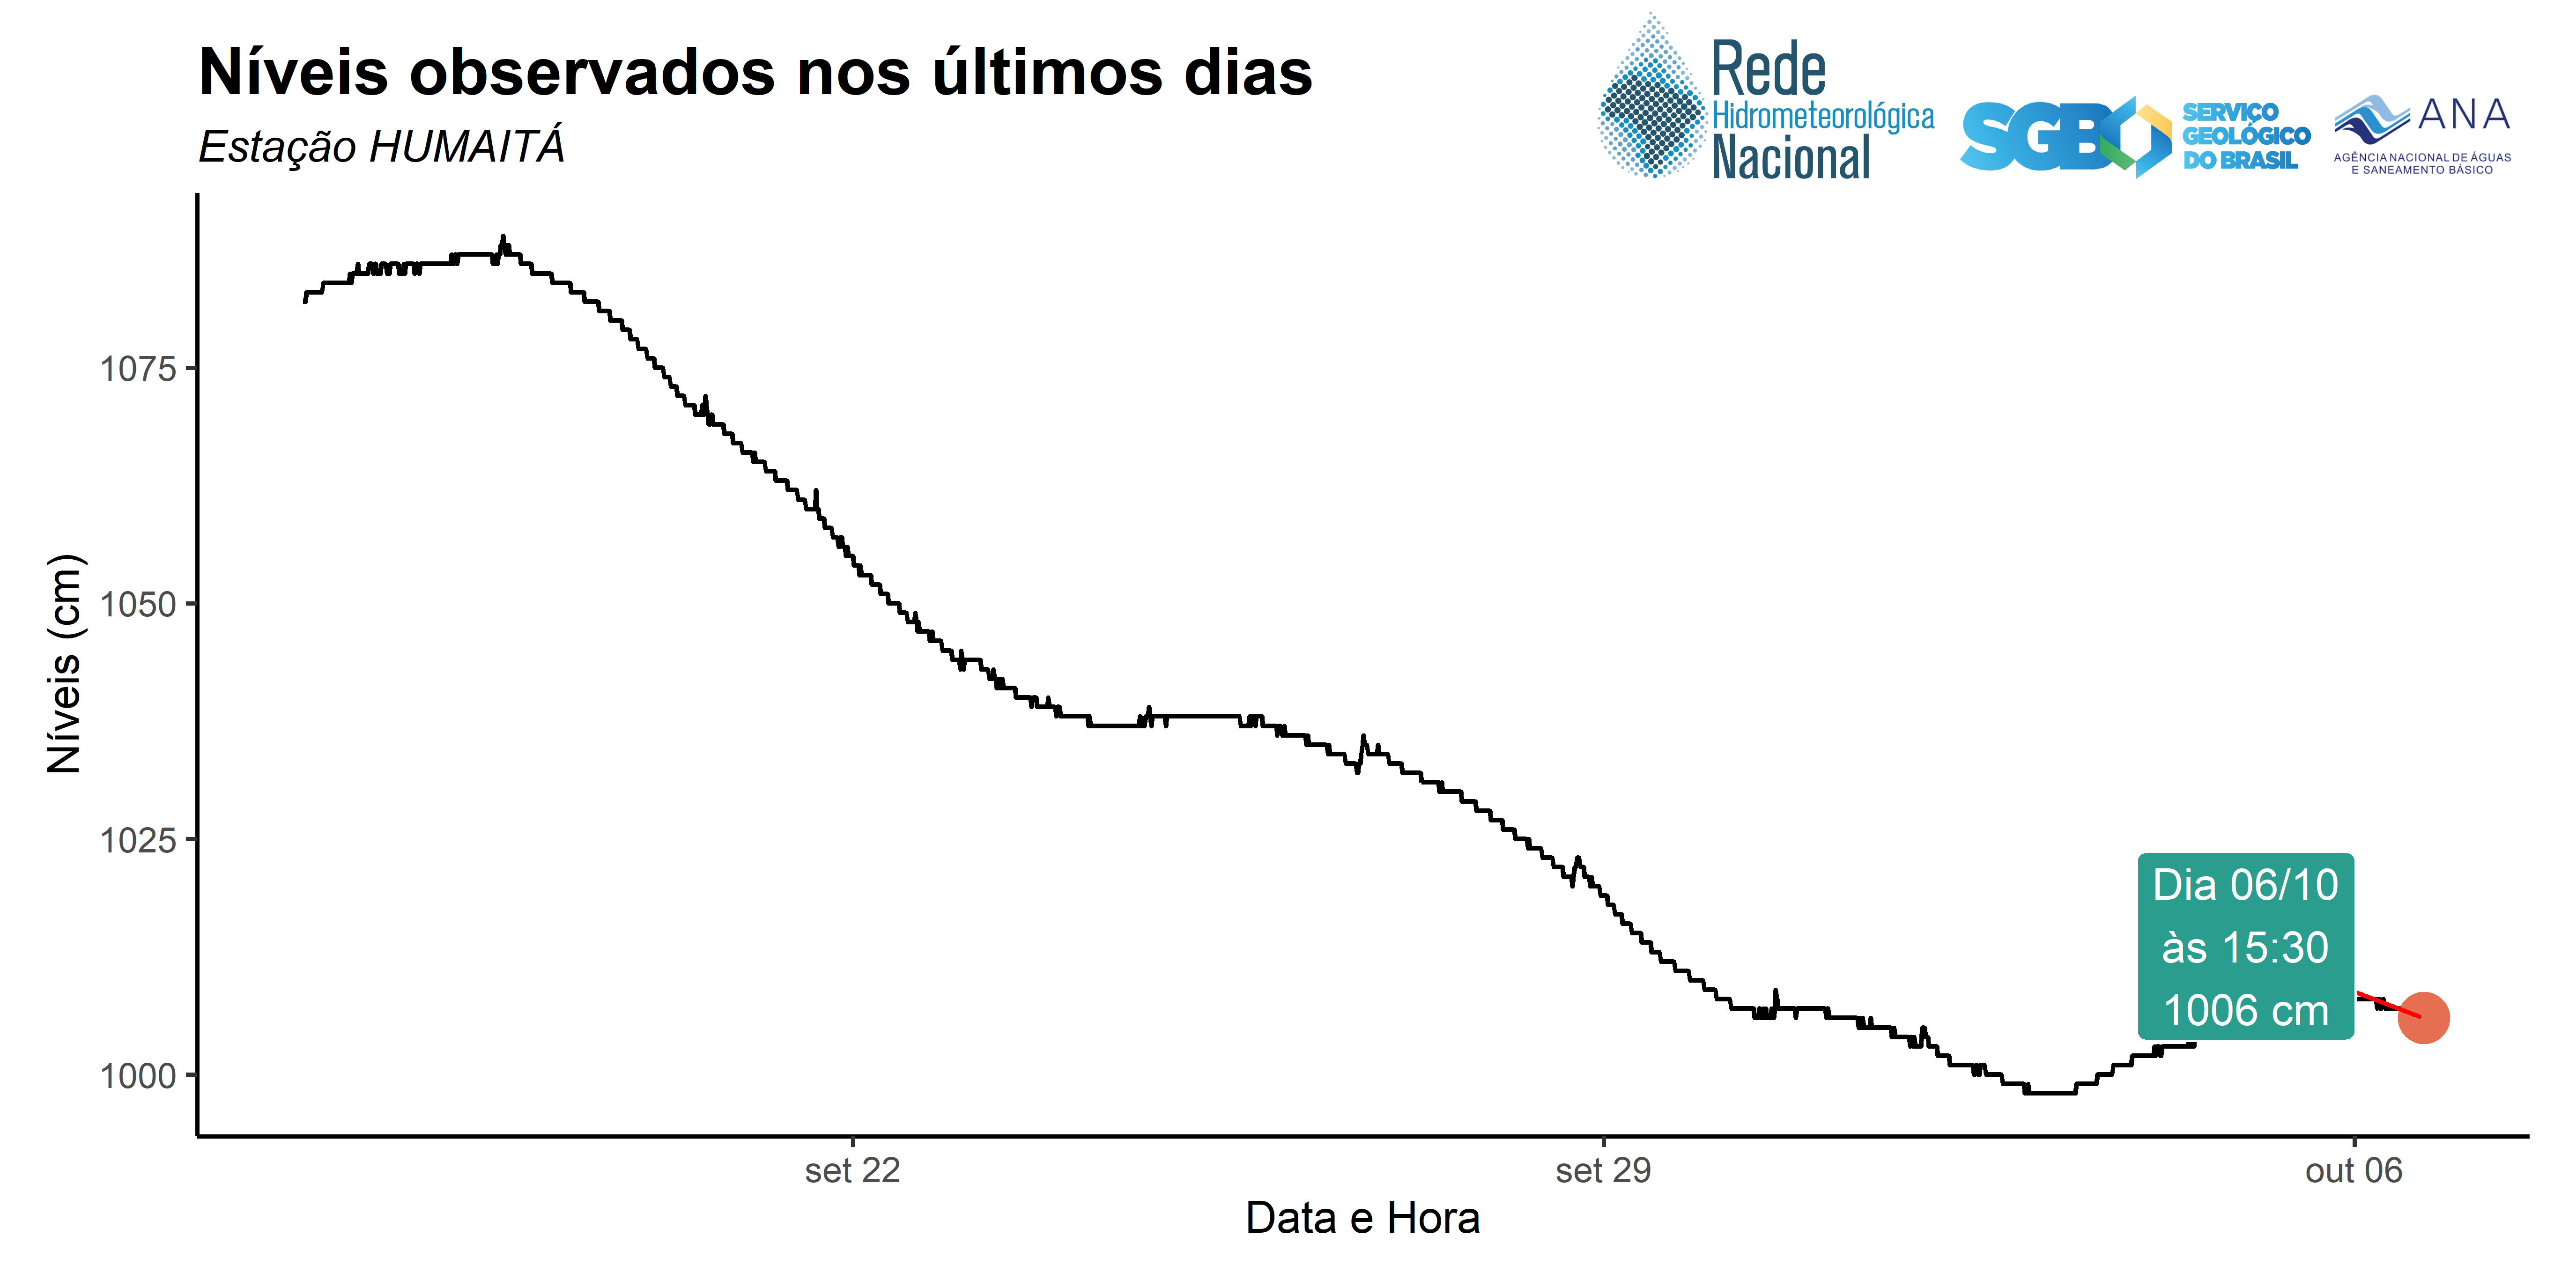 Níveis observados nos últimos dias
Estação HUMAITÁ
Rede
Hidrometeorológica
Nacional
SGB
SERVIÇO
GEOLÓGICO
DO BRASIL
ANA
AGÊNCIA NACIONAL DE ÁGUAS
E SANEAMENTO BÁSICO
Níveis (cm)
1075
1050
1025
1000
Dia 06/10
às 15:30
1006 cm
set 22
set 29
out 06
Data e Hora